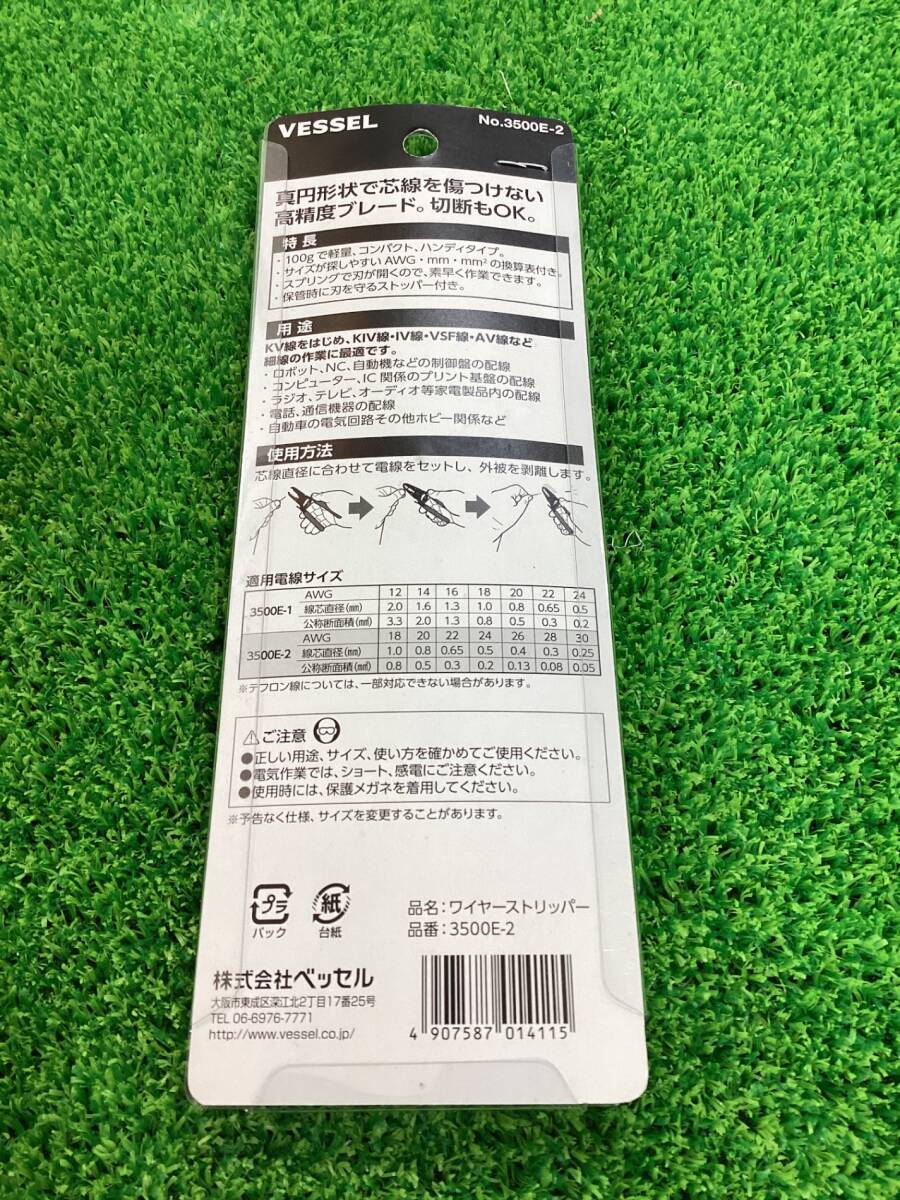 VESSEL
No.3500E-2
真円形状で芯線を傷つけない
高精度ブレード。切断もOK。
特長
・100gで軽量、コンパクト、ハンディタイプ。
・サイズが探しやすいAWG・mm・mm²の換算表付き。
・スプリングで刃が開くので、素早く作業できます。
・保管時に刃を守るストッパー付き。
用途
KV線をはじめ、KIV線・IV線・VSF線・AV線など
細線の作業に最適です。
・ロボット、NC、自動機などの制御盤の配線
・コンピューター、IC関係のプリント基盤の配線
・ラジオ、テレビ、オーディオ等家電製品内の配線
・電話、通信機器の配線
・自動車の電気回路その他ホビー関係など
使用方法
芯線直径に合わせて電線をセットし、外被を剥離します。
適用電線サイズ
3500E-1 AWG 12 14 16 18 20 22 24
線芯直径(㎜) 2.0 1.6 1.3 1.0 0.8 0.65 0.5
公称断面積(㎟) 3.3 2.0 1.3 0.8 0.5 0.3 0.2
3500E-2 AWG 18 20 22 24 26 28 30
線芯直径(㎜) 1.0 0.8 0.65 0.5 0.4 0.3 0.25
公称断面積(㎟) 0.8 0.5 0.3 0.2 0.13 0.08 0.05
※テフロン線については、一部対応できない場合があります。
⚠ご注意
●正しい用途、サイズ、使い方を確かめてご使用ください。
●電気作業では、ショート、感電にご注意ください。
●使用時には、保護メガネを着用してください。
※予告なく仕様、サイズを変更することがあります。
プラ
パック
紙
台紙
品名:ワイヤーストリッパー
品番:3500E-2
株式会社ベッセル
大阪市東成区深江北2丁目17番25号
TEL 06-6976-7771
http://www.vessel.co.jp/
4 907587 014115